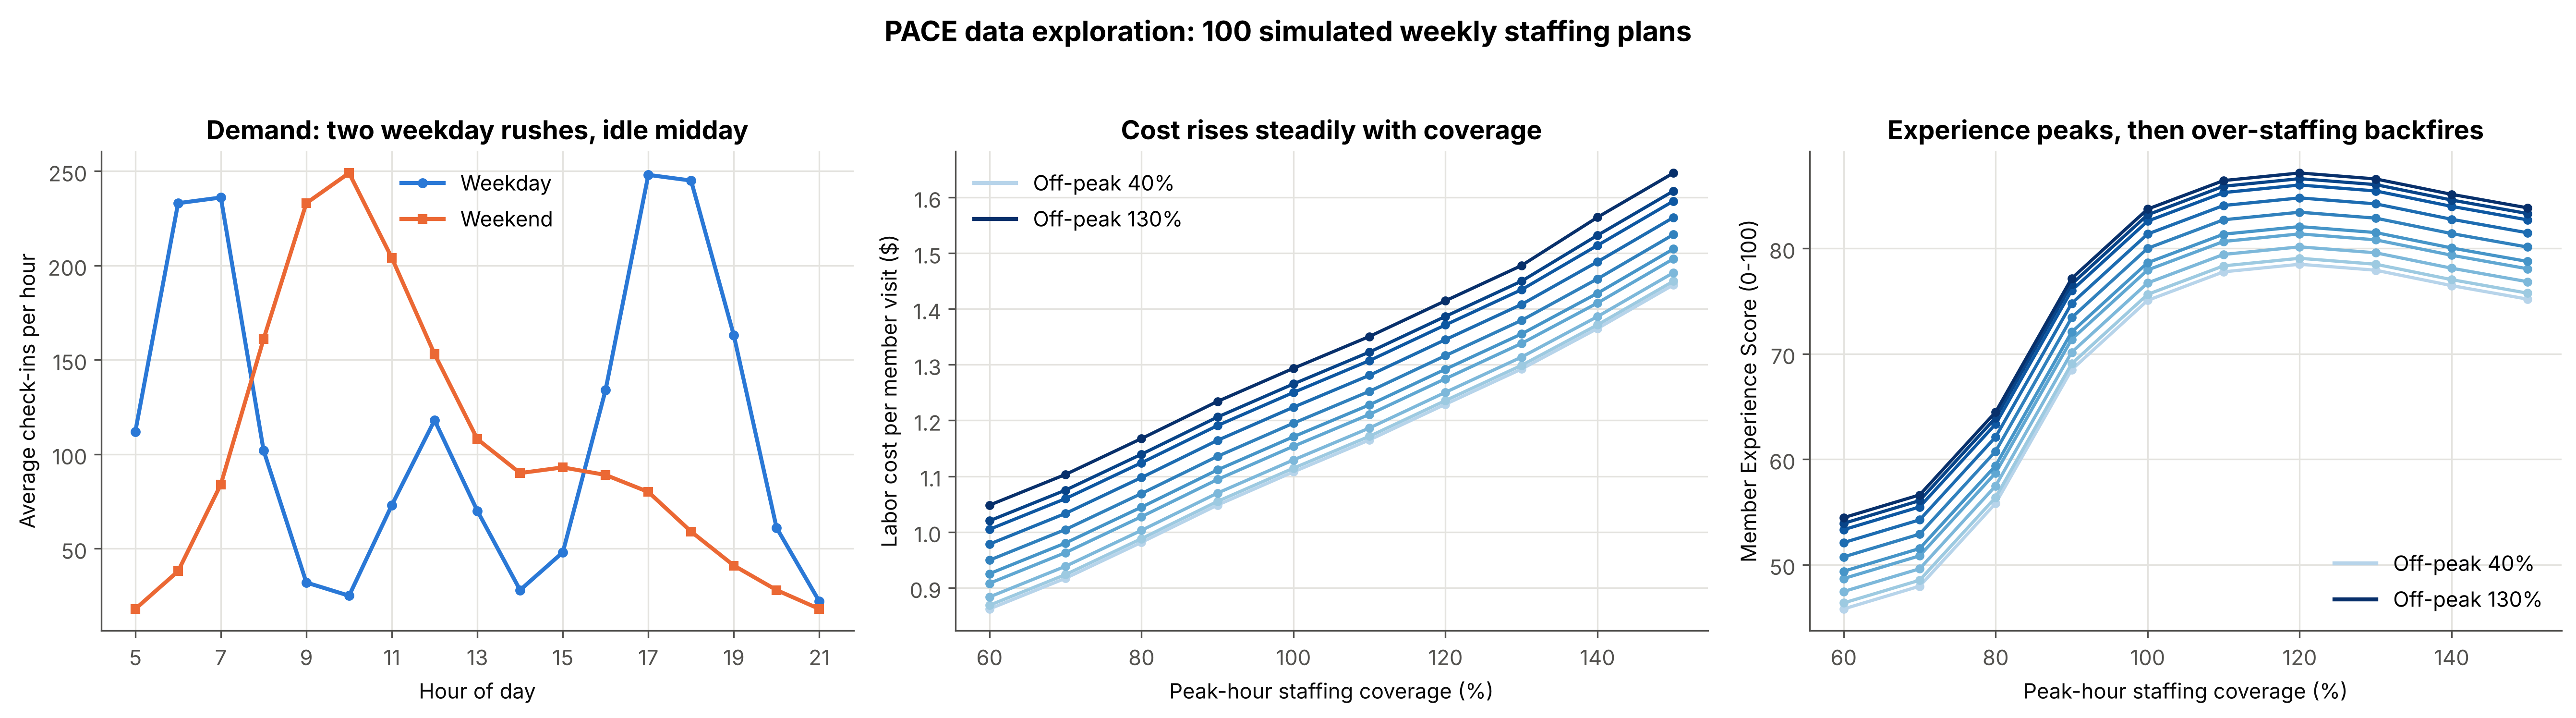 PACE data exploration: 100 simulated weekly staffing plans
Demand: two weekday rushes, idle midday
Average check-ins per hour
250
200
150
100
50
Weekday
Weekend
5 7 9 11 13 15 17 19 21
Hour of day
Cost rises steadily with coverage
Labor cost per member visit ($)
1.6
1.5
1.4
1.3
1.2
1.1
1.0
0.9
Off-peak 40%
Off-peak 130%
60 80 100 120 140
Peak-hour staffing coverage (%)
Experience peaks, then over-staffing backfires
Member Experience Score (0-100)
80
70
60
50
Off-peak 40%
Off-peak 130%
60 80 100 120 140
Peak-hour staffing coverage (%)